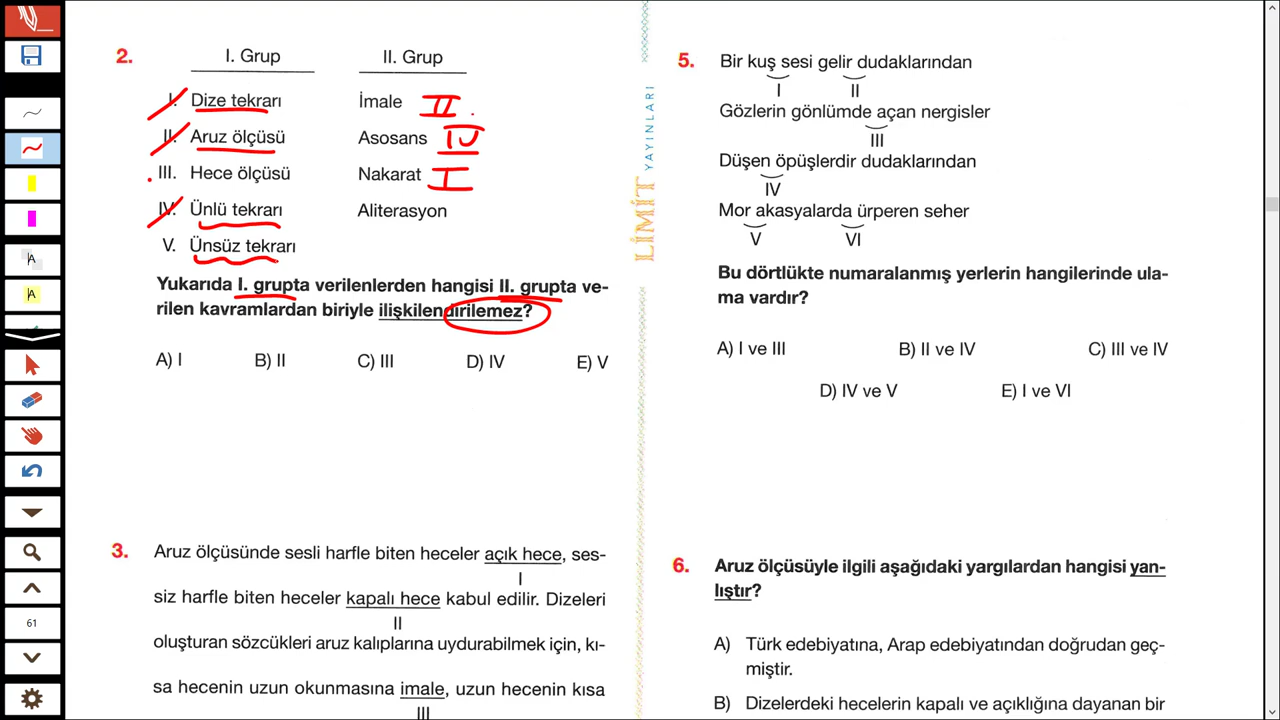 2.
I. Grup II. Grup
I. Dize tekrarı İmale II
II. Aruz ölçüsü Asosans IV
III. Hece ölçüsü Nakarat I
IV. Ünlü tekrarı Aliterasyon
V. Ünsüz tekrarı
Yukarıda I. grupta verilenlerden hangisi II. grupta ve-
rilen kavramlardan biriyle ilişkilendirilemez?
A) I B) II C) III D) IV E) V
3. Aruz ölçüsünde sesli harfle biten heceler açık hece, ses-
I
siz harfle biten heceler kapalı hece kabul edilir. Dizeleri
II
oluşturan sözcükleri aruz kalıplarına uydurabilmek için, kı-
sa hecenin uzun okunmasına imale, uzun hecenin kısa
III
LİMİT YAYINLARI
5. Bir kuş sesi gelir dudaklarından
I II
Gözlerin gönlümde açan nergisler
III
Düşen öpüşlerdir dudaklarından
IV
Mor akasyalarda ürperen seher
V VI
Bu dörtlükte numaralanmış yerlerin hangilerinde ula-
ma vardır?
A) I ve III B) II ve IV C) III ve IV
D) IV ve V E) I ve VI
6. Aruz ölçüsüyle ilgili aşağıdaki yargılardan hangisi yan-
lıştır?
A) Türk edebiyatına, Arap edebiyatından doğrudan geç-
miştir.
B) Dizelerdeki hecelerin kapalı ve açıklığına dayanan bir
A
A
61